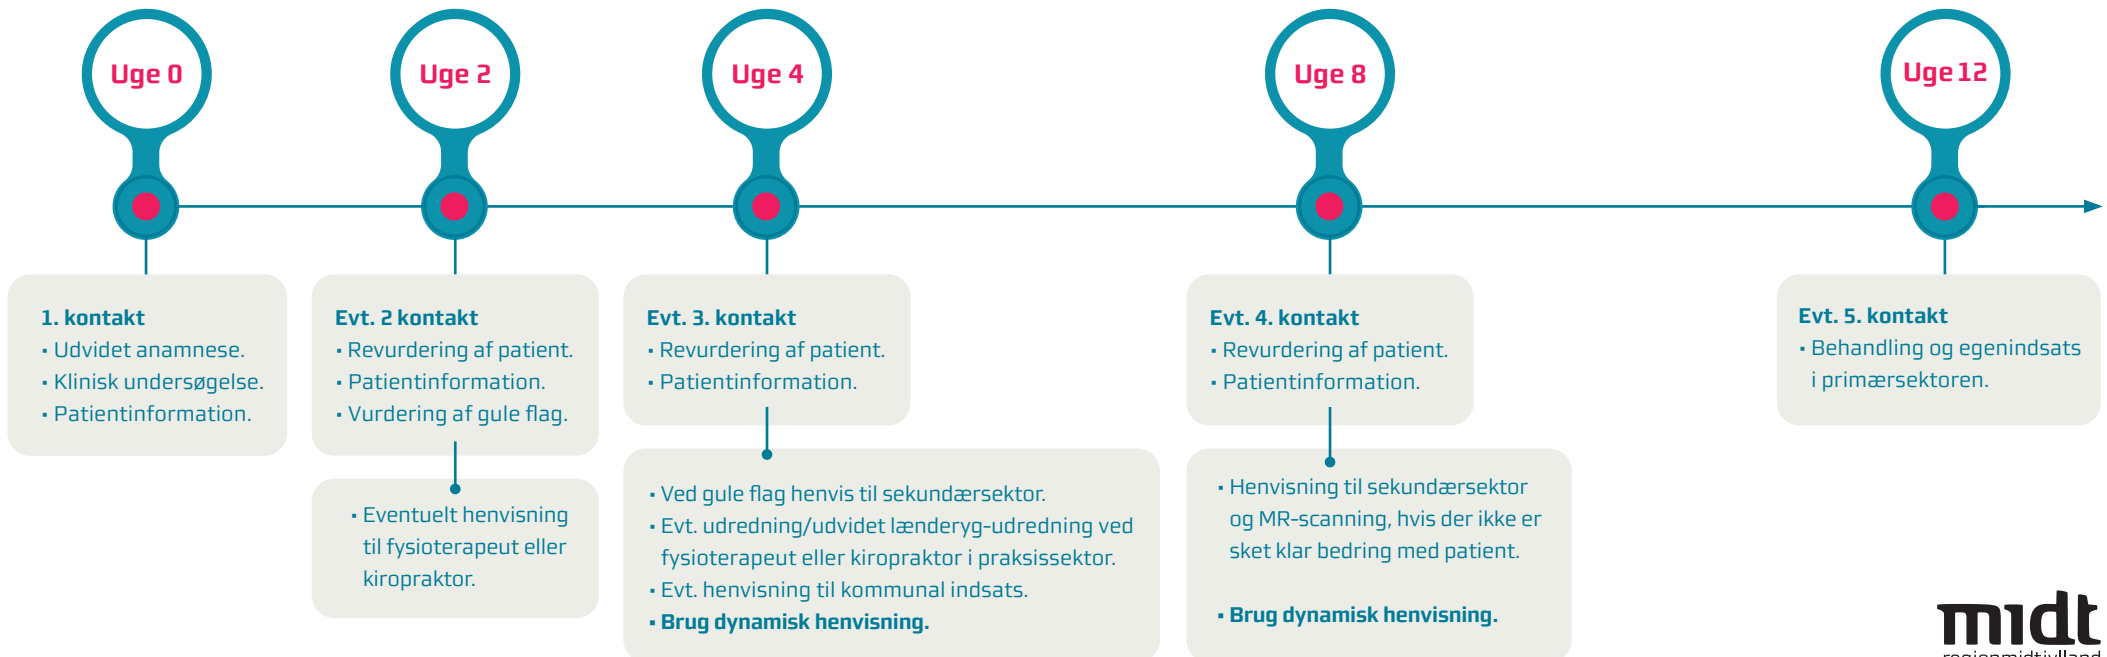 Uge 0
Uge 2
Uge 4
Uge 8
Uge 12
1. kontakt
· Udvidet anamnese.
· Klinisk undersøgelse.
· Patientinformation.
Evt. 2 kontakt
· Revurdering af patient.
· Patientinformation.
· Vurdering af gule flag.
· Eventuelt henvisning
til fysioterapeut eller
kiropraktor.
Evt. 3. kontakt
· Revurdering af patient.
· Patientinformation.
· Ved gule flag henvis til sekundærsektor.
· Evt. udredning/udvidet lænderyg-udredning ved
fysioterapeut eller kiropraktor i praksissektor.
· Evt. henvisning til kommunal indsats.
· Brug dynamisk henvisning.
Evt. 4. kontakt
· Revurdering af patient.
· Patientinformation.
· Henvisning til sekundærsektor
og MR-scanning, hvis der ikke er
sket klar bedring med patient.
· Brug dynamisk henvisning.
Evt. 5. kontakt
· Behandling og egenindsats
i primærsektoren.
midt
regionmidtjylland